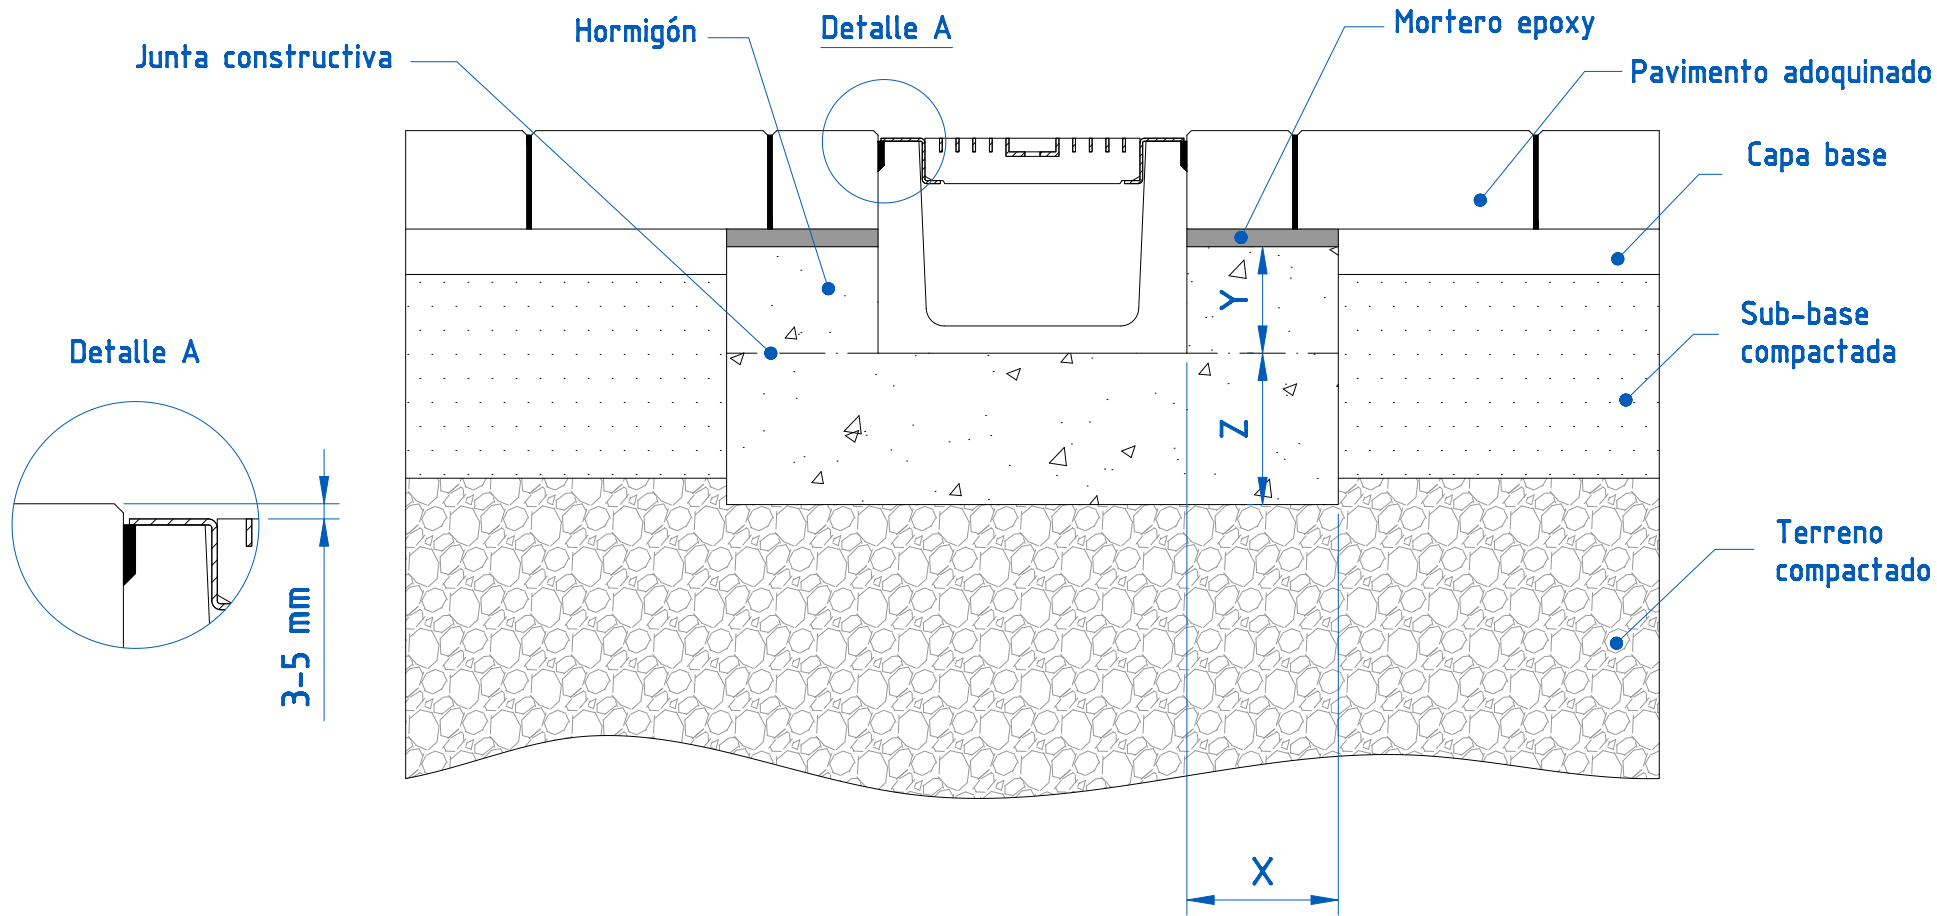 Mortero epoxy
Hormigón
Detalle A
Junta constructiva
Pavimento adoquinado
Capa base
Y
Sub-base
compactada
Detalle A
Z
Terreno
compactado
3-5 mm
X